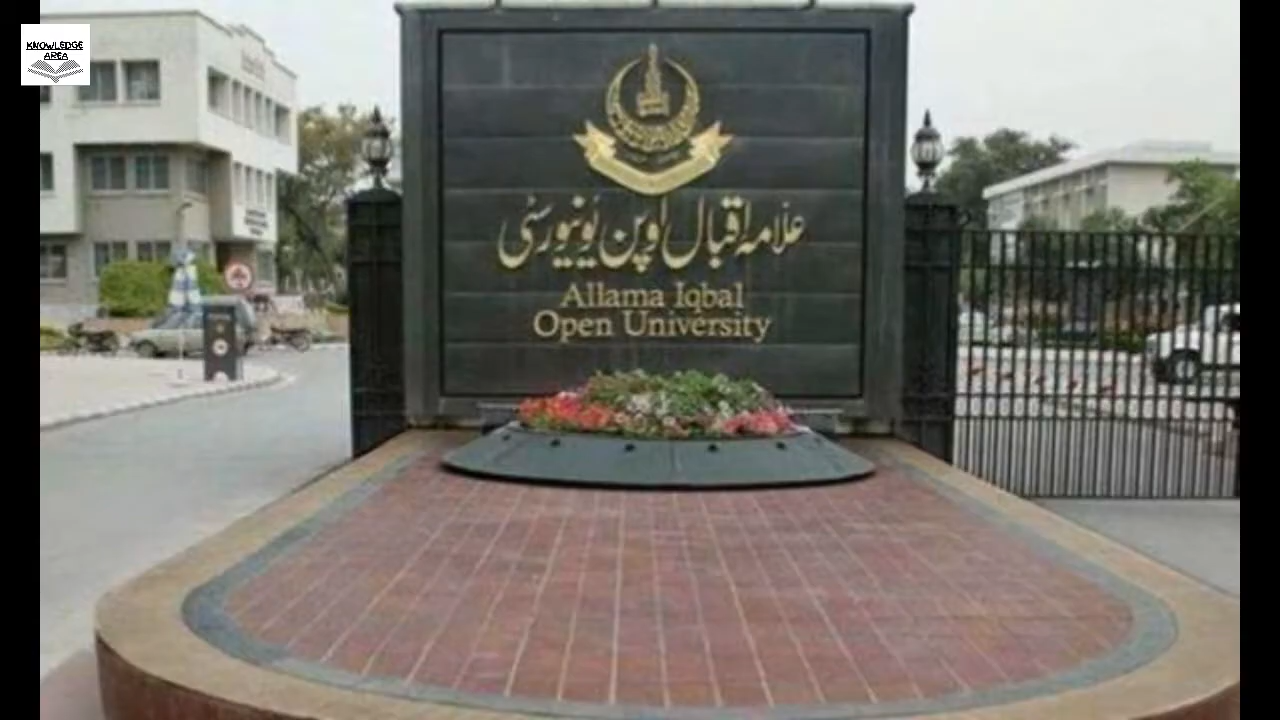 KNOWLEDGE
AREA
علامہ اقبال اوپن یونیورسٹی
Allama Iqbal
Open University